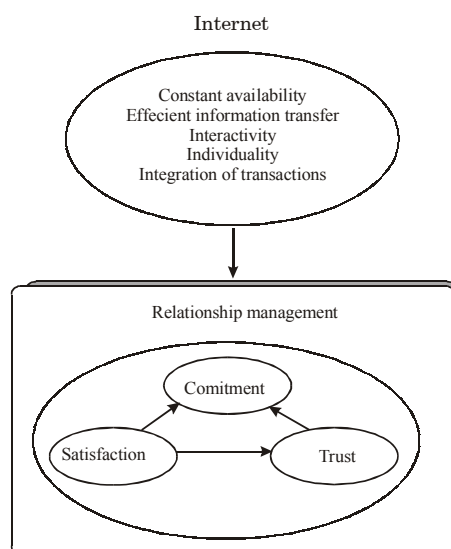 Internet
Constant availability
Effecient information transfer
Interactivity
Individuality
Integration of transactions
Relationship management
Comitment
Satisfaction
Trust